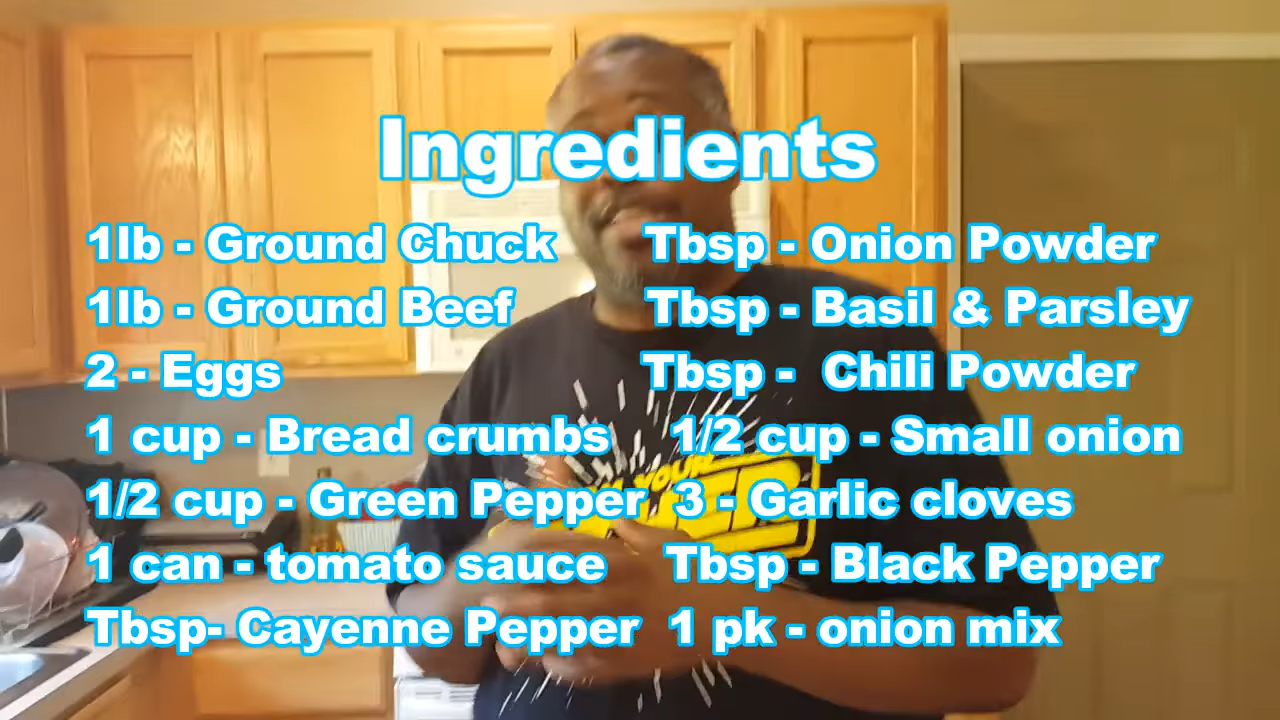 Ingredients
1lb - Ground Chuck
1lb - Ground Beef
2 - Eggs
1 cup - Bread crumbs
1/2 cup - Green Pepper
1 can - tomato sauce
Tbsp- Cayenne Pepper
Tbsp - Onion Powder
Tbsp - Basil & Parsley
Tbsp - Chili Powder
1/2 cup - Small onion
3 - Garlic cloves
Tbsp - Black Pepper
1 pk - onion mix
YOUR